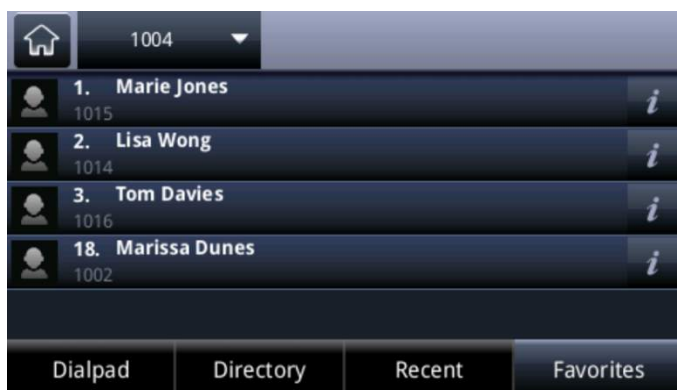 1004
1. Marie Jones
1015
i
2. Lisa Wong
1014
i
3. Tom Davies
1016
i
18. Marissa Dunes
1002
i
Dialpad Directory Recent Favorites